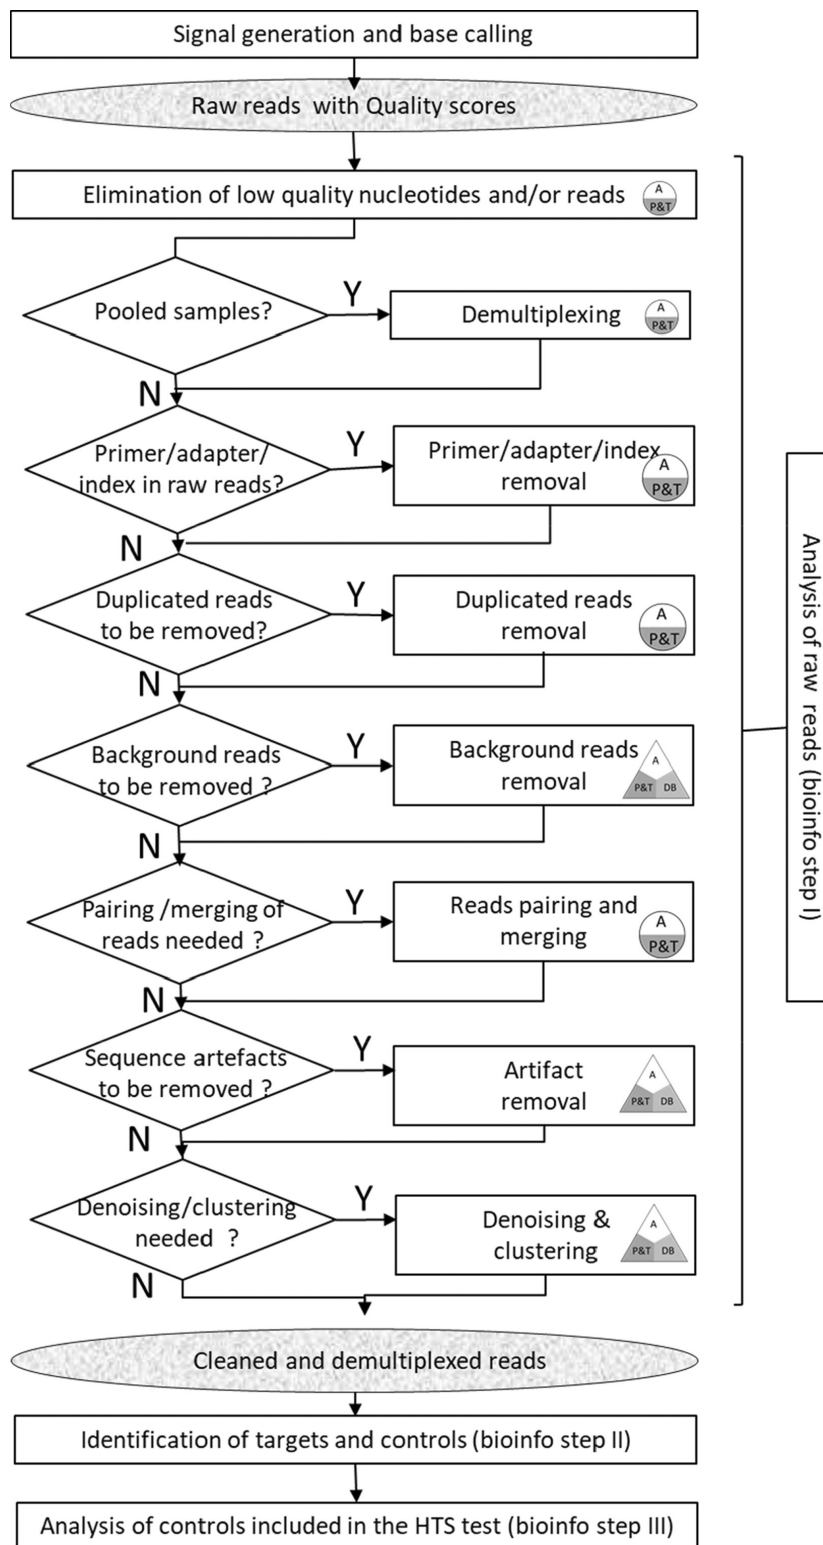 Signal generation and base calling
Raw reads with Quality scores
Elimination of low quality nucleotides and/or reads
A
P&T
Pooled samples?
Y
Demultiplexing
A
P&T
N
Primer/adapter/
index in raw reads?
Y
Primer/adapter/index
removal
A
P&T
N
Duplicated reads
to be removed?
Y
Duplicated reads
removal
A
P&T
N
Background reads
to be removed ?
Y
Background reads
removal
A
P&T DB
N
Pairing /merging of
reads needed ?
Y
Reads pairing and
merging
A
P&T
N
Sequence artefacts
to be removed ?
Y
Artifact
removal
A
P&T DB
N
Denoising/clustering
needed ?
Y
Denoising &
clustering
A
P&T DB
N
Analysis of raw reads (bioinfo step I)
Cleaned and demultiplexed reads
Identification of targets and controls (bioinfo step II)
Analysis of controls included in the HTS test (bioinfo step III)